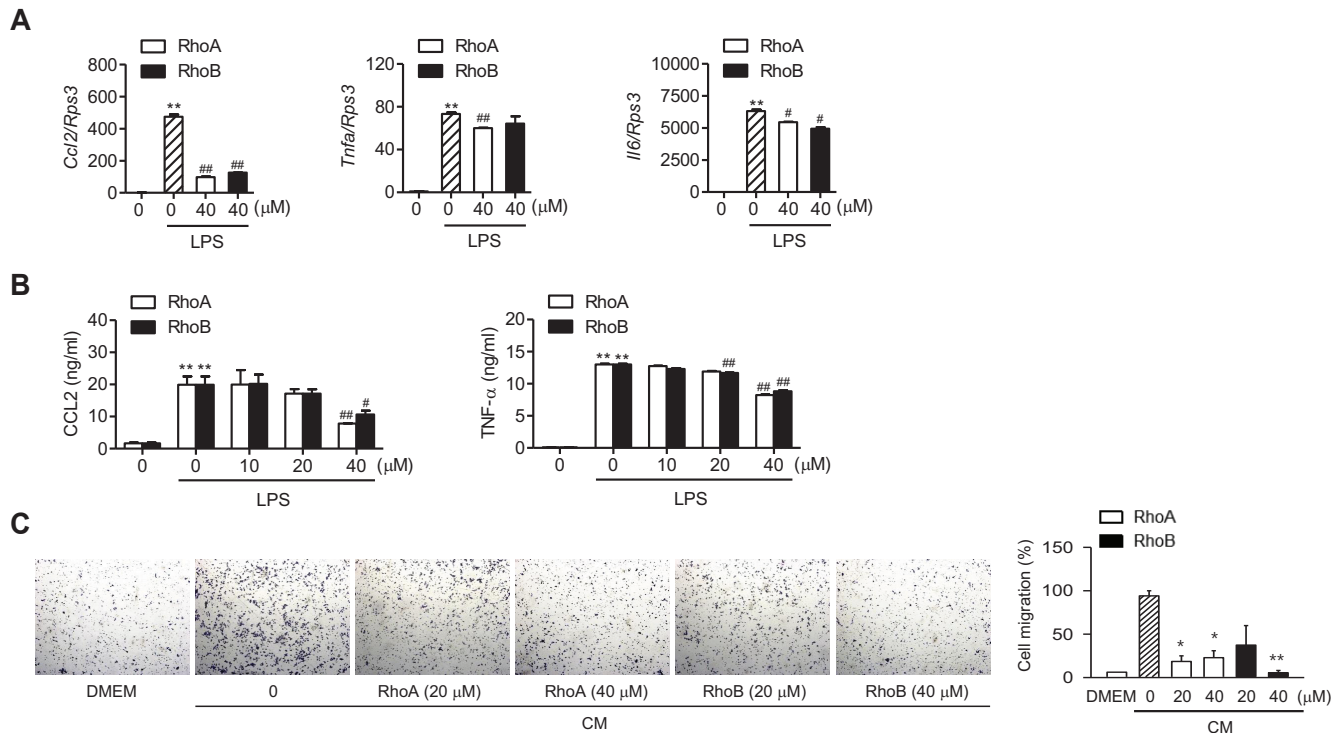 A
RhoA
RhoB
800
600
400
200
0
Ccl2/Rps3
**
##
##
0 0 40 40 (μM)
LPS
RhoA
RhoB
120
80
40
0
Tnfa/Rps3
**
##
0 0 40 40 (μM)
LPS
RhoA
RhoB
10000
7500
5000
2500
0
Il6/Rps3
**
#
#
0 0 40 40 (μM)
LPS
B
RhoA
RhoB
40
30
20
10
0
CCL2 (ng/ml)
** **
##
#
0 0 10 20 40 (μM)
LPS
RhoA
RhoB
20
15
10
5
0
TNF-α (ng/ml)
** **
##
##
##
0 0 10 20 40 (μM)
LPS
C
DMEM 0 RhoA (20 μM) RhoA (40 μM) RhoB (20 μM) RhoB (40 μM)
CM
RhoA
RhoB
150
100
50
0
Cell migration (%)
*
*
**
DMEM 0 20 40 20 40 (μM)
CM